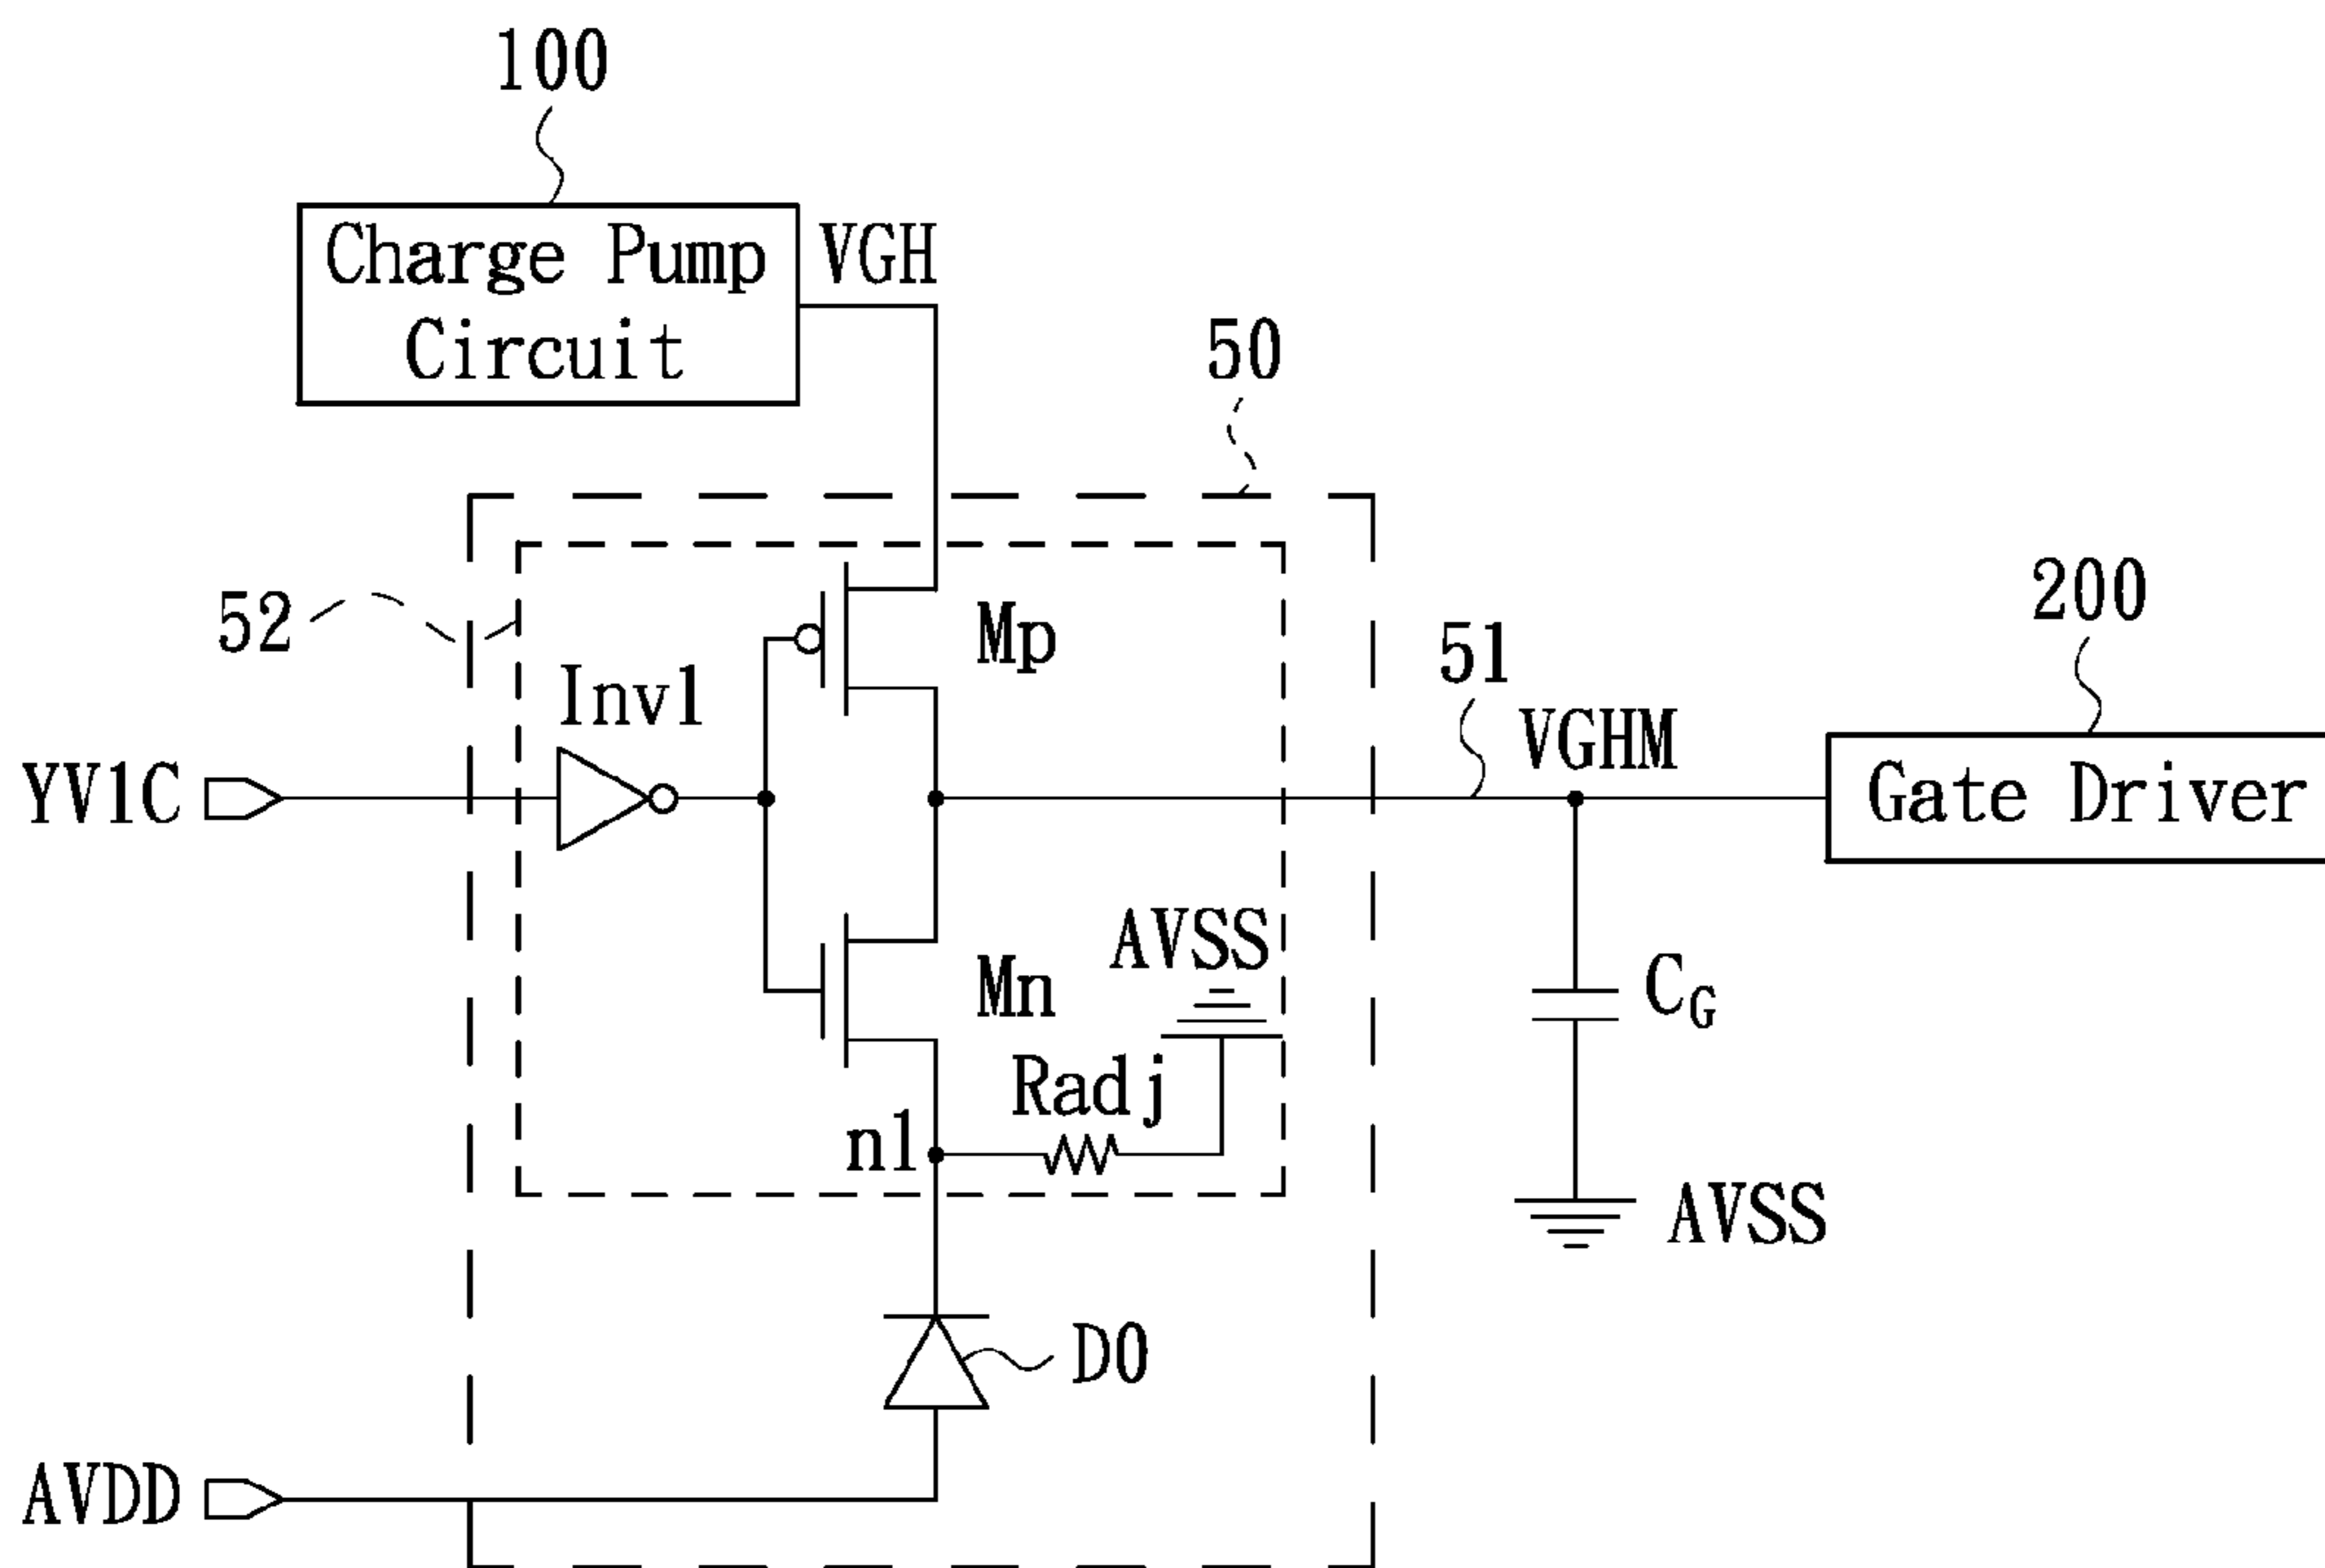 100
Charge Pump
Circuit
VGH
50
52
Mp
Inv1
51
200
YV1C
VGHM
Gate Driver
AVSS
Mn
CG
Radj
n1
AVSS
D0
AVDD